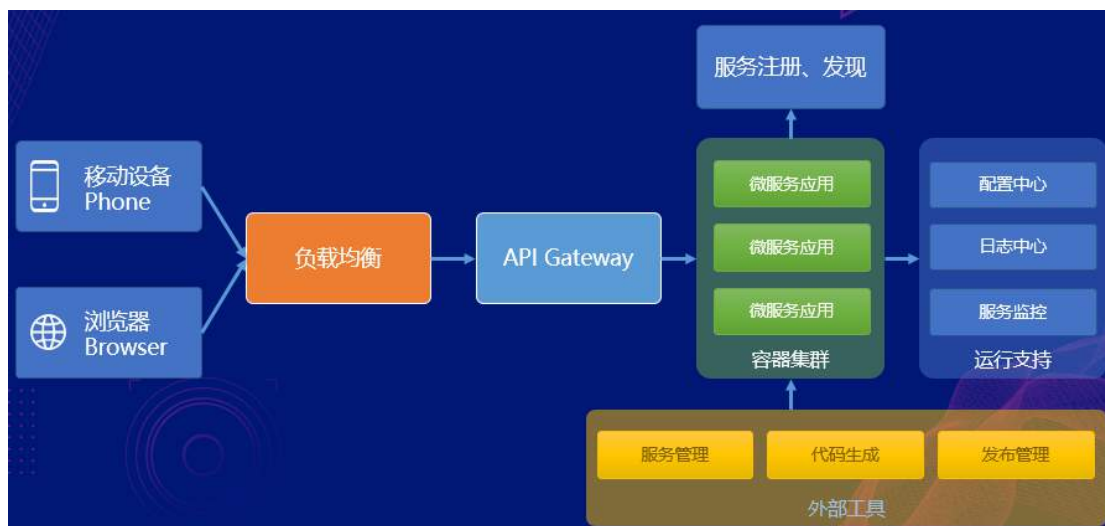 服务注册、发现
移动设备
Phone
浏览器
Browser
负载均衡
API Gateway
微服务应用
微服务应用
微服务应用
容器集群
配置中心
日志中心
服务监控
运行支持
服务管理
代码生成
发布管理
外部工具